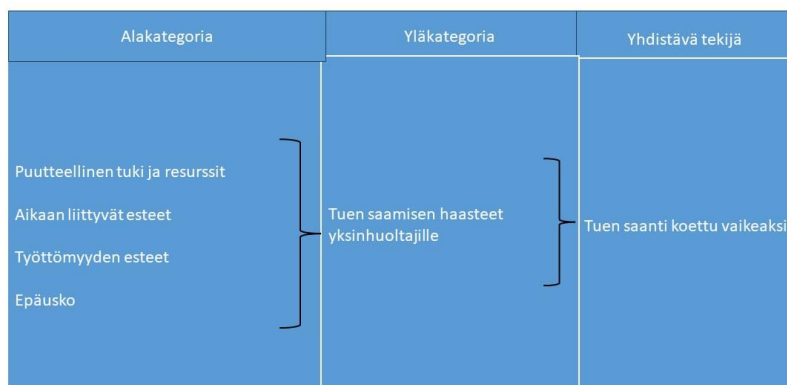 Alakategoria
Yläkategoria
Yhdistävä tekijä
Puutteellinen tuki ja resurssit
Aikaan liittyvät esteet
Työttömyyden esteet
Epäusko
Tuen saamisen haasteet
yksinhuoltajille
Tuen saanti koettu vaikeaksi